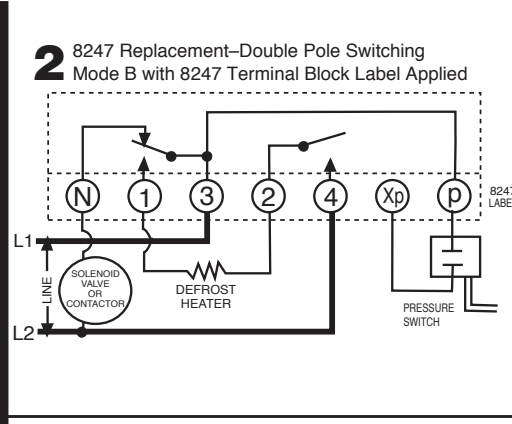 2 8247 Replacement–Double Pole Switching
Mode B with 8247 Terminal Block Label Applied
N 1 3 2 4 Xp p
8247
LABE
L1
LINE
SOLENOID
VALVE
OR
CONTACTOR
DEFROST
HEATER
PRESSURE
SWITCH
L2